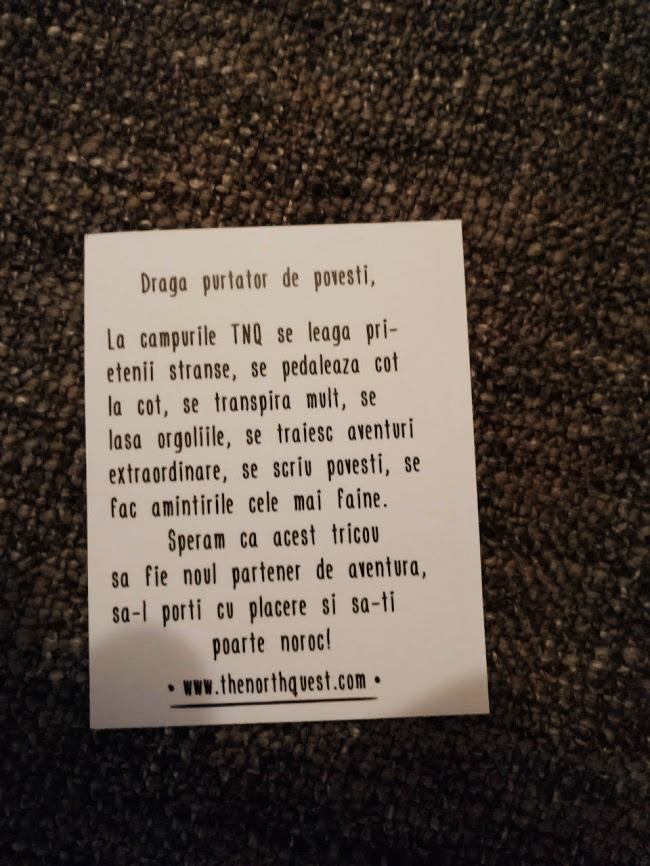 Draga purtator de povesti,
La campurile TNQ se leaga pri-
etenii stranse, se pedaleaza cot
la cot, se transpira mult, se
lasa orgoliile, se traiesc aventuri
extraordinare, se scriu povesti, se
fac amintirile cele mai faine.
Speram ca acest tricou
sa fie noul partener de aventura,
sa-l porti cu placere si sa-ti
poarte noroc!
• www.thenorthquest.com •